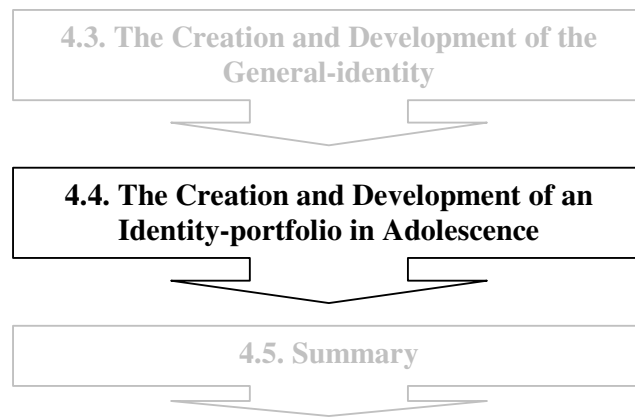 4.3. The Creation and Development of the
General-identity
4.4. The Creation and Development of an
Identity-portfolio in Adolescence
4.5. Summary